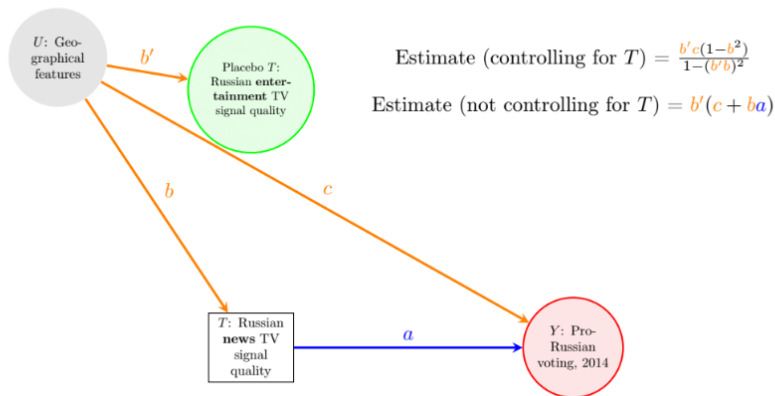 U: Geo-
graphical
features
b′
Placebo T:
Russian enter-
tainment TV
signal quality
Estimate (controlling for T) = b′c(1−b²) / 1−(b′b)²
Estimate (not controlling for T) = b′(c + ba)
b
c
T: Russian
news TV
signal
quality
a
Y: Pro-
Russian
voting, 2014